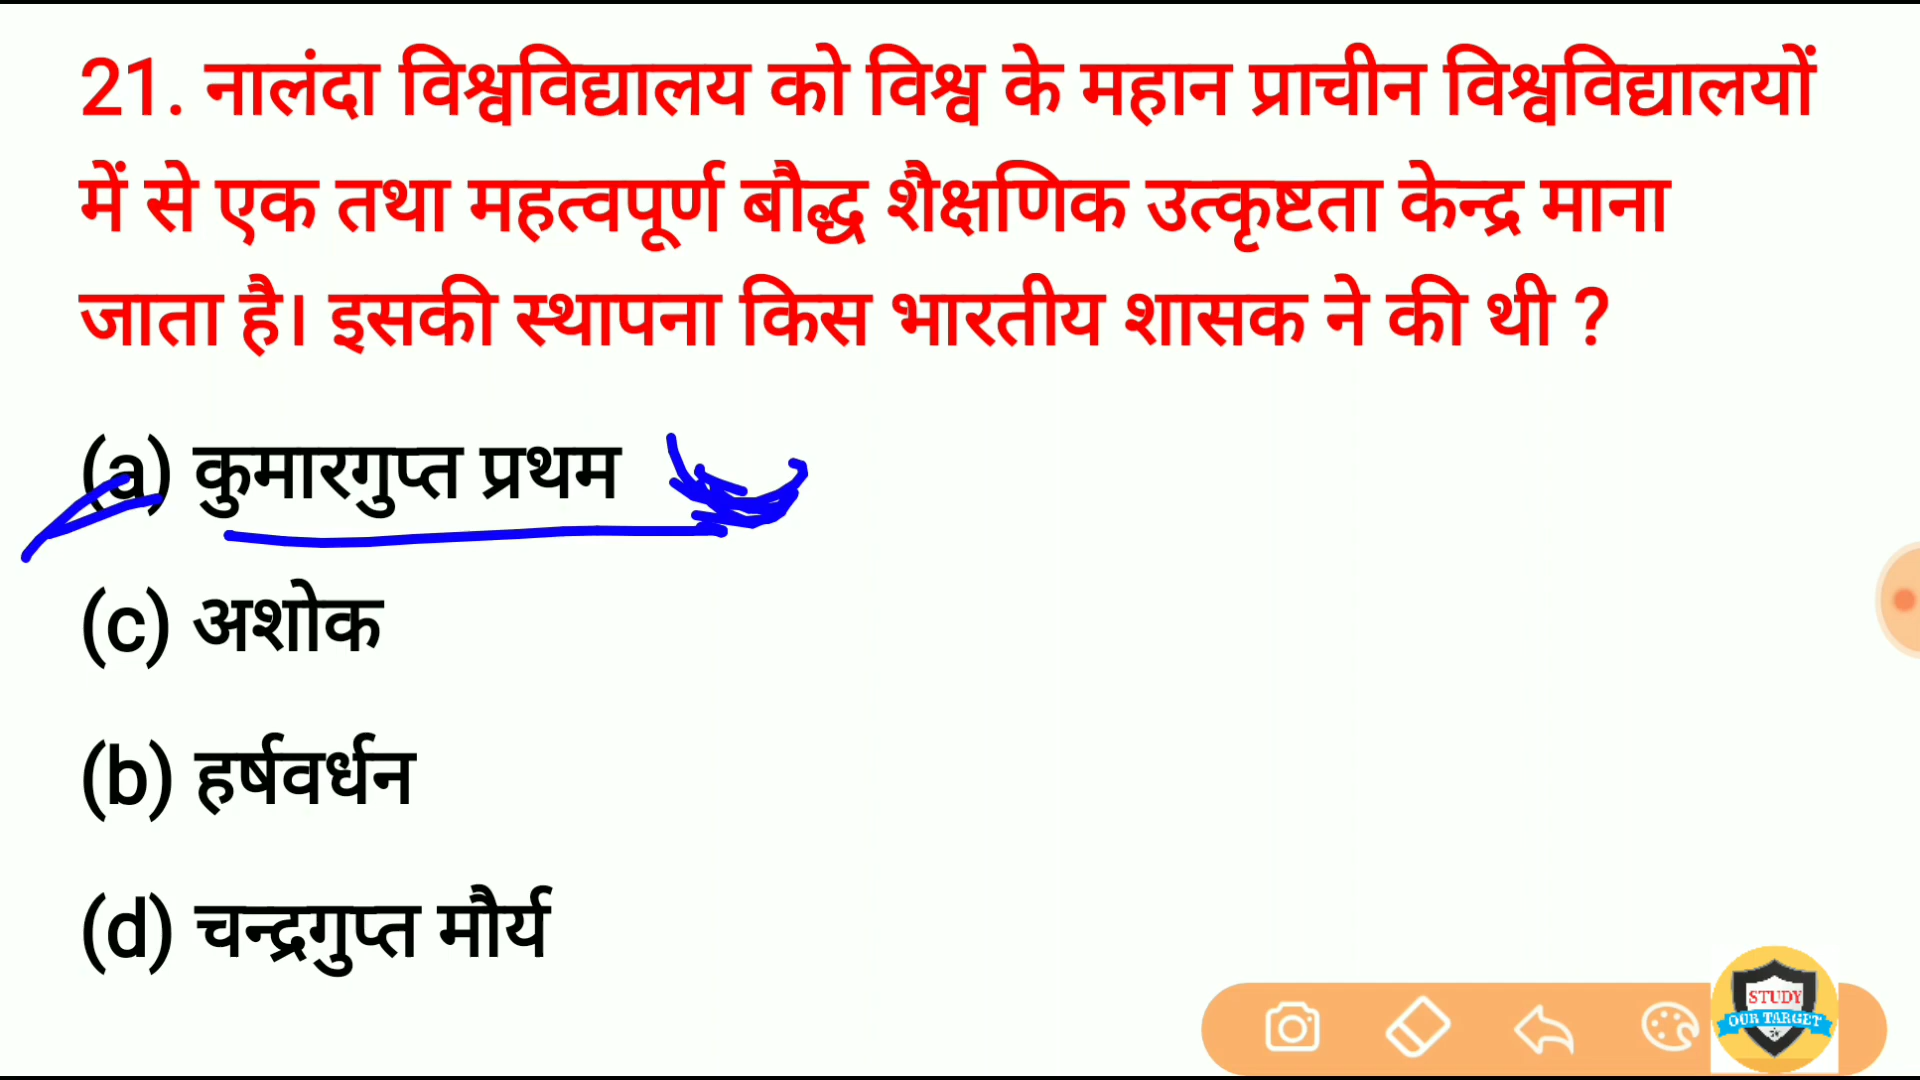 21. नालंदा विश्वविद्यालय को विश्व के महान प्राचीन विश्वविद्यालयों
में से एक तथा महत्वपूर्ण बौद्ध शैक्षणिक उत्कृष्टता केन्द्र माना
जाता है। इसकी स्थापना किस भारतीय शासक ने की थी ?
(a) कुमारगुप्त प्रथम
(c) अशोक
(b) हर्षवर्धन
(d) चन्द्रगुप्त मौर्य
STUDY
OUR TARGET